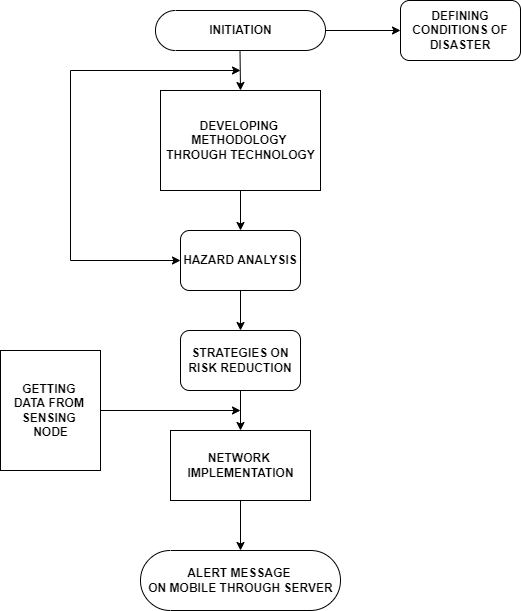 INITIATION
DEFINING
CONDITIONS OF
DISASTER
DEVELOPING
METHODOLOGY
THROUGH TECHNOLOGY
HAZARD ANALYSIS
STRATEGIES ON
RISK REDUCTION
GETTING
DATA FROM
SENSING
NODE
NETWORK
IMPLEMENTATION
ALERT MESSAGE
ON MOBILE THROUGH SERVER